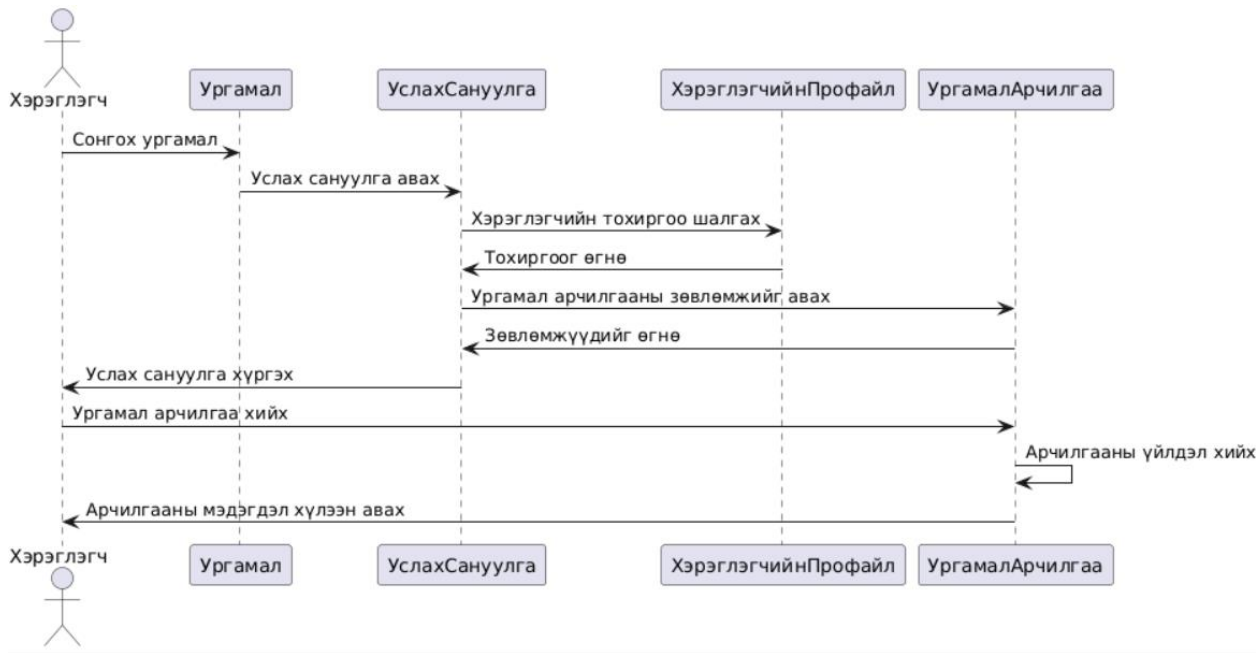 Хэрэглэгч
Ургамал
УслахСануулга
ХэрэглэгчийнПрофайл
УргамалАрчилгаа
Сонгох ургамал
Услах сануулга авах
Хэрэглэгчийн тохиргоо шалгах
Тохиргоог өгнө
Ургамал арчилгааны зөвлөмжийг авах
Зөвлөмжүүдийг өгнө
Услах сануулга хүргэх
Ургамал арчилгаа хийх
Арчилгааны үйлдэл хийх
Арчилгааны мэдэгдэл хүлээн авах
Хэрэглэгч
Ургамал
УслахСануулга
ХэрэглэгчийнПрофайл
УргамалАрчилгаа